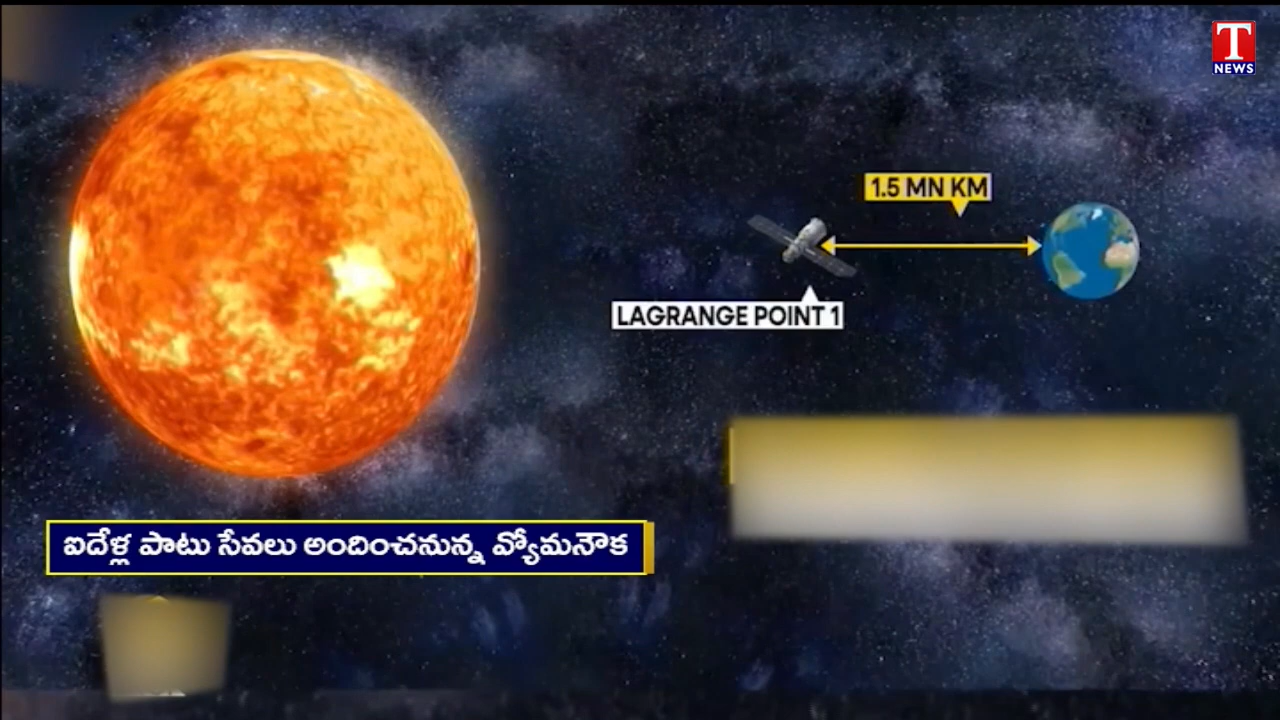 T
NEWS
1.5 MN KM
LAGRANGE POINT 1
ఐదేళ్ల పాటు సేవలు అందించనున్న వ్యోమనౌక